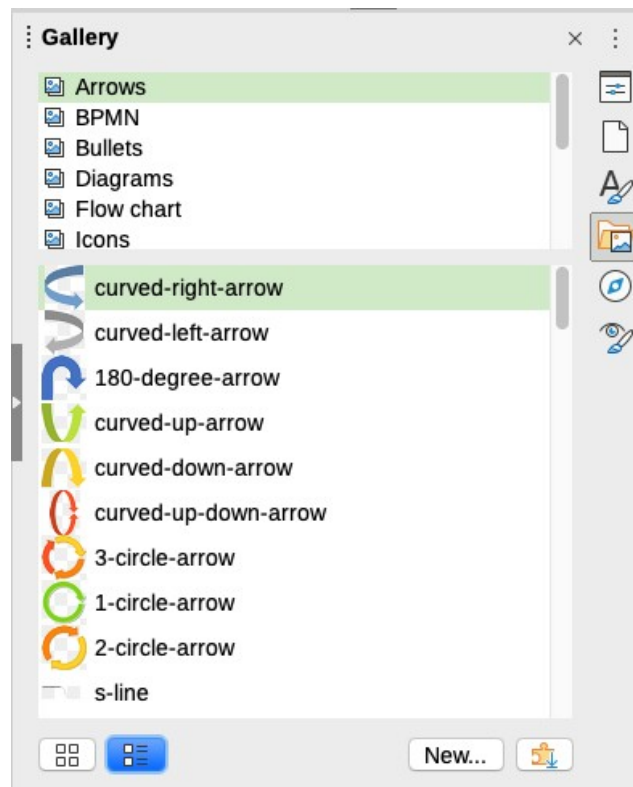 Gallery
Arrows
BPMN
Bullets
Diagrams
Flow chart
Icons
curved-right-arrow
curved-left-arrow
180-degree-arrow
curved-up-arrow
curved-down-arrow
curved-up-down-arrow
3-circle-arrow
1-circle-arrow
2-circle-arrow
s-line
New...